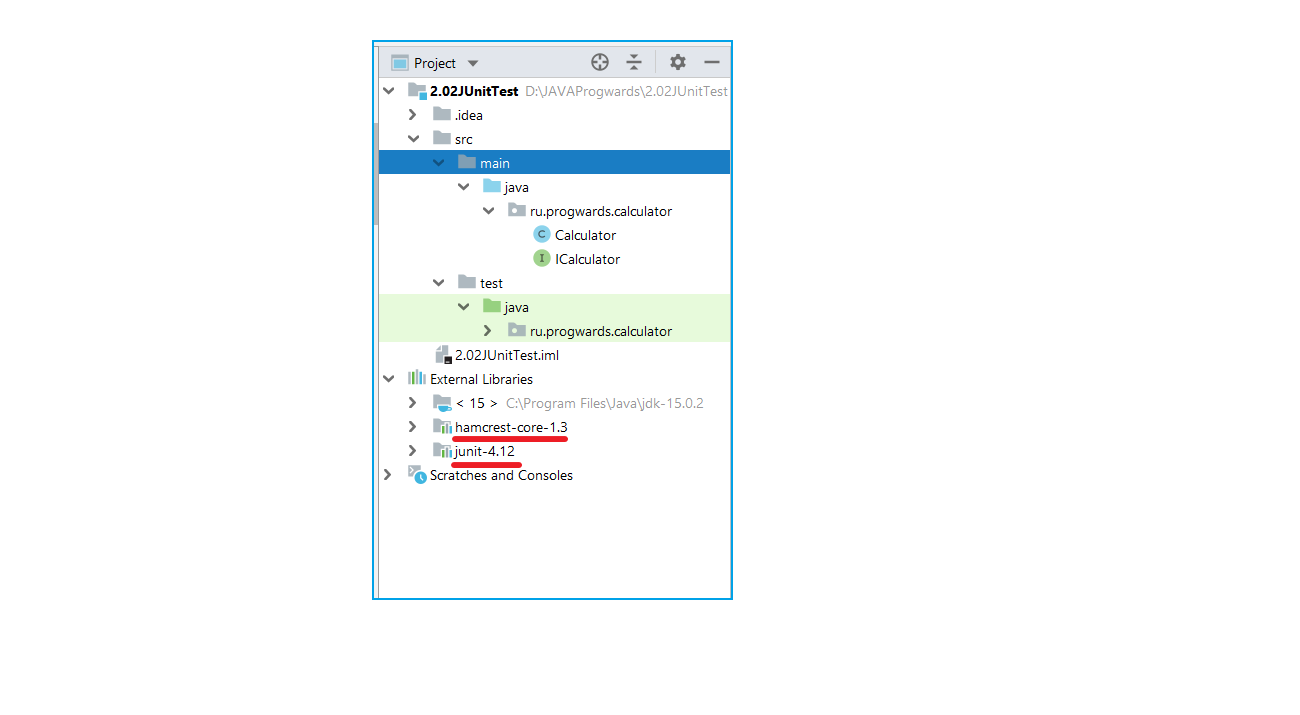 Project
2.02JUnitTest D:\JAVAProgwards\2.02JUnitTest
.idea
src
main
java
ru.progwards.calculator
C Calculator
I ICalculator
test
java
ru.progwards.calculator
2.02JUnitTest.iml
External Libraries
< 15 > C:\Program Files\Java\jdk-15.0.2
hamcrest-core-1.3
junit-4.12
Scratches and Consoles